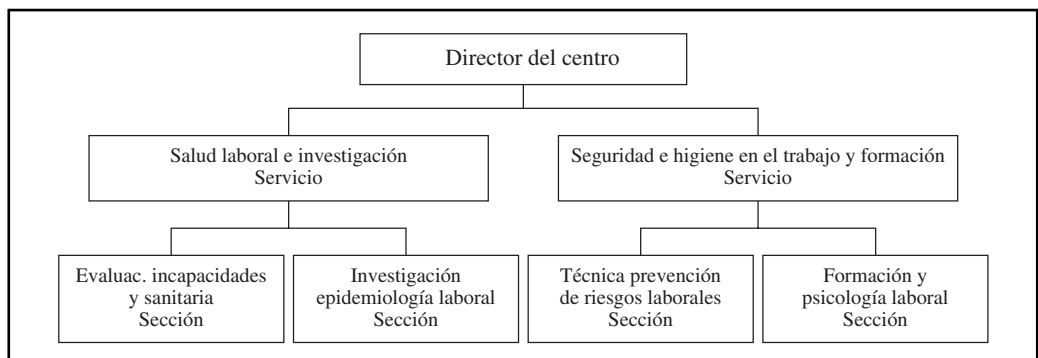 Director del centro
Salud laboral e investigación
Servicio
Seguridad e higiene en el trabajo y formación
Servicio
Evaluac. incapacidades
y sanitaria
Sección
Investigación
epidemiología laboral
Sección
Técnica prevención
de riesgos laborales
Sección
Formación y
psicología laboral
Sección